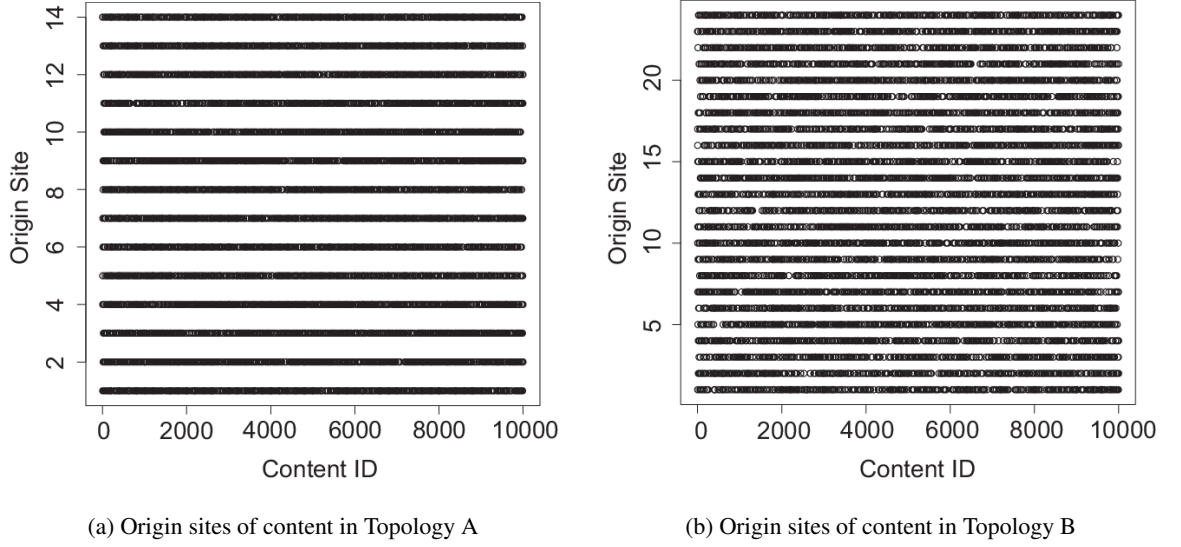 14
12
10
8
6
4
2
Origin Site
0 2000 4000 6000 8000 10000
Content ID
(a) Origin sites of content in Topology A
20
15
10
5
Origin Site
0 2000 4000 6000 8000 10000
Content ID
(b) Origin sites of content in Topology B